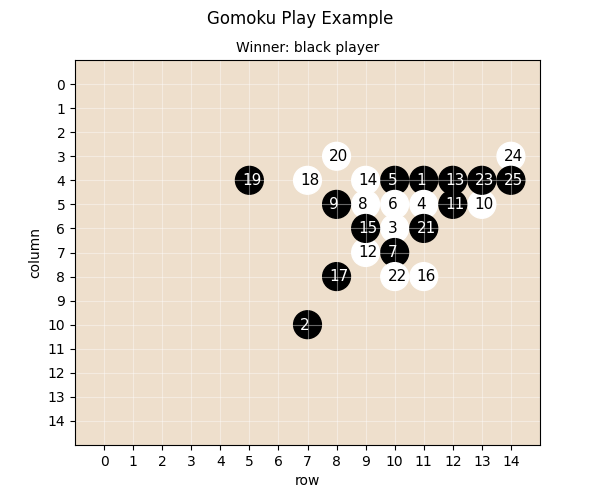 Gomoku Play Example
Winner: black player
0
1
2
3 20 24
4 19 18 14 5 1 13 23 25
5 9 8 6 4 11 10
6 15 3 21
7 12 7
8 17 22 16
9
10 2
11
12
13
14
column
0 1 2 3 4 5 6 7 8 9 10 11 12 13 14
row